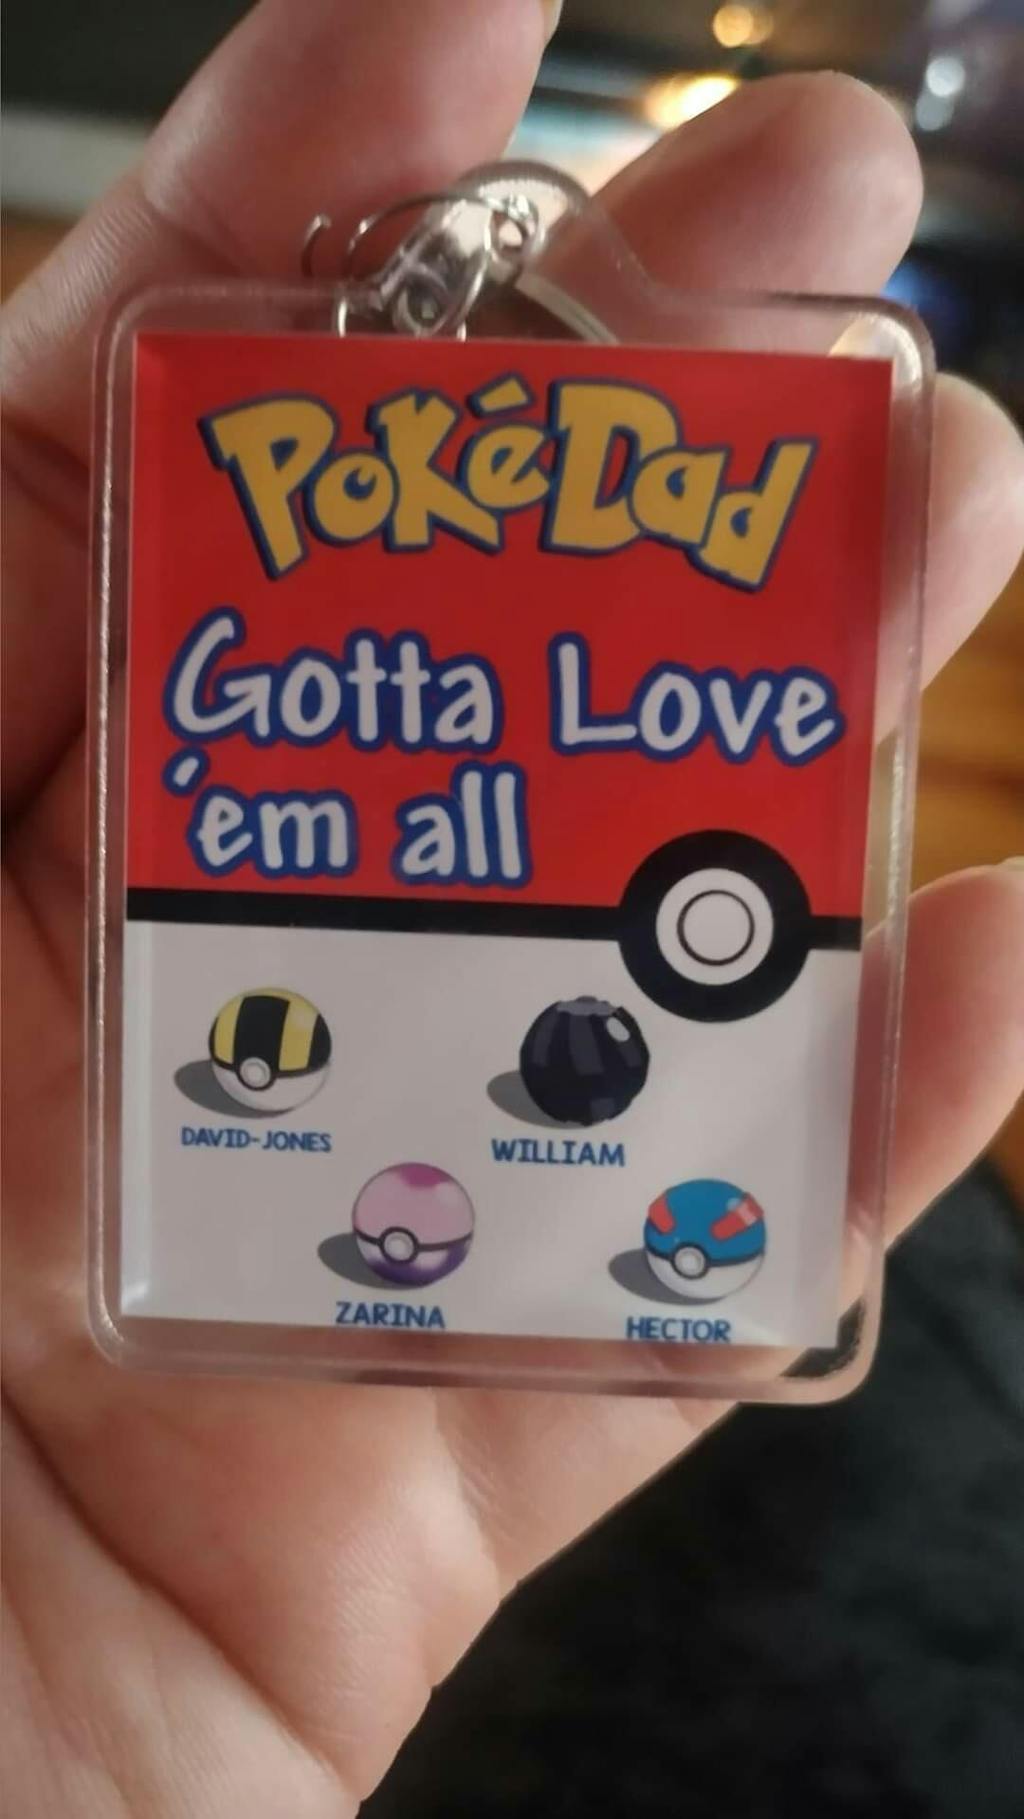 PokéDad
Gotta Love
'em all
DAVID-JONES
WILLIAM
ZARINA
HECTOR